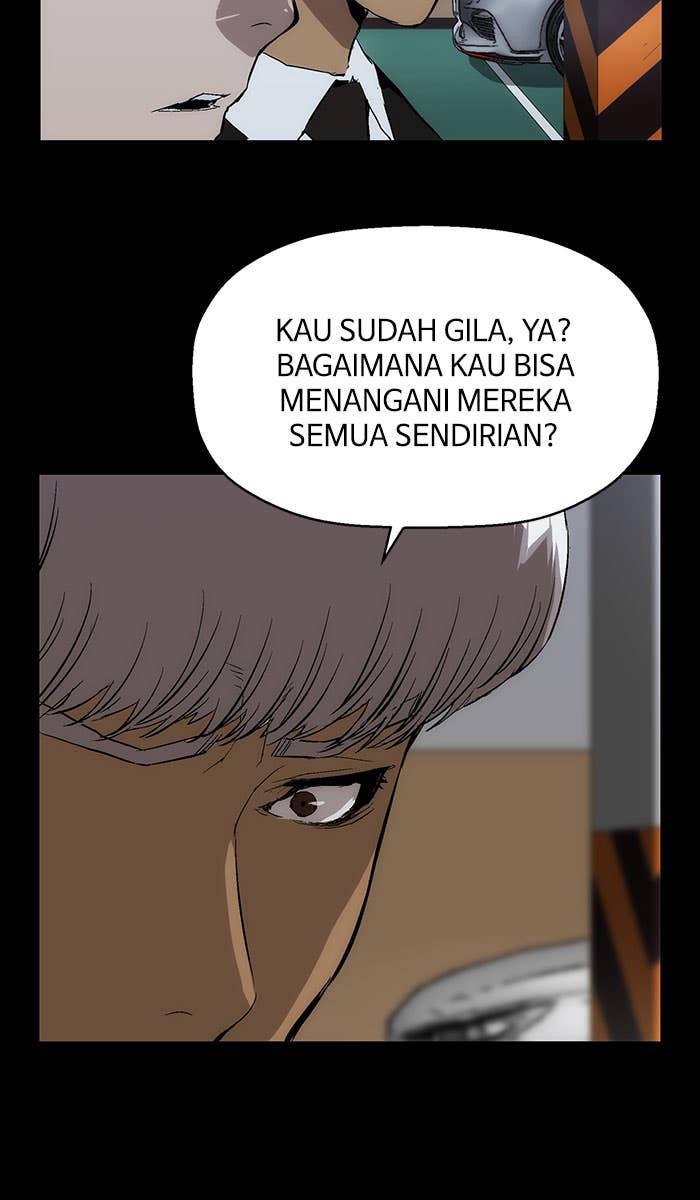 KAU SUDAH GILA, YA?
BAGAIMANA KAU BISA
MENANGANI MEREKA
SEMUA SENDIRIAN?